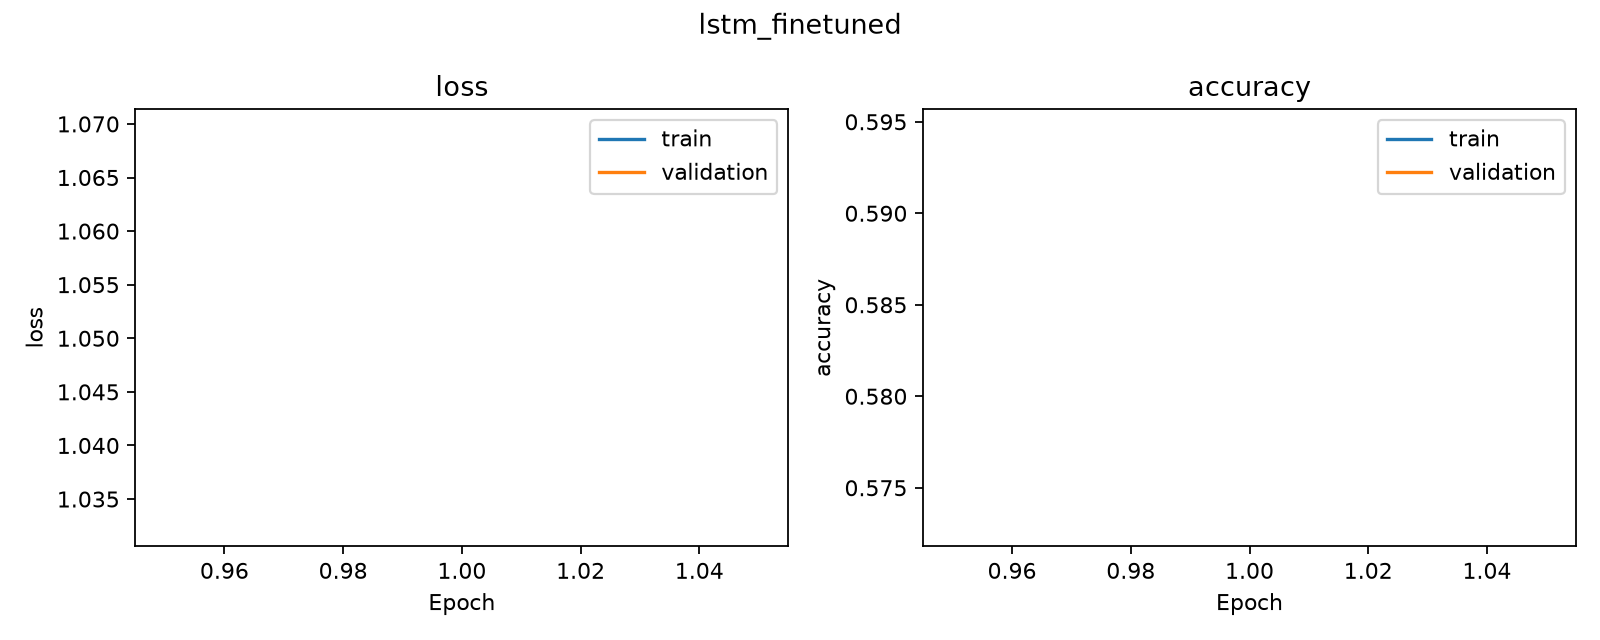 lstm_finetuned
loss
1.070
1.065
1.060
1.055
1.050
1.045
1.040
1.035
loss
0.96
0.98
1.00
1.02
1.04
Epoch
train
validation
accuracy
0.595
0.590
0.585
0.580
0.575
accuracy
0.96
0.98
1.00
1.02
1.04
Epoch
train
validation